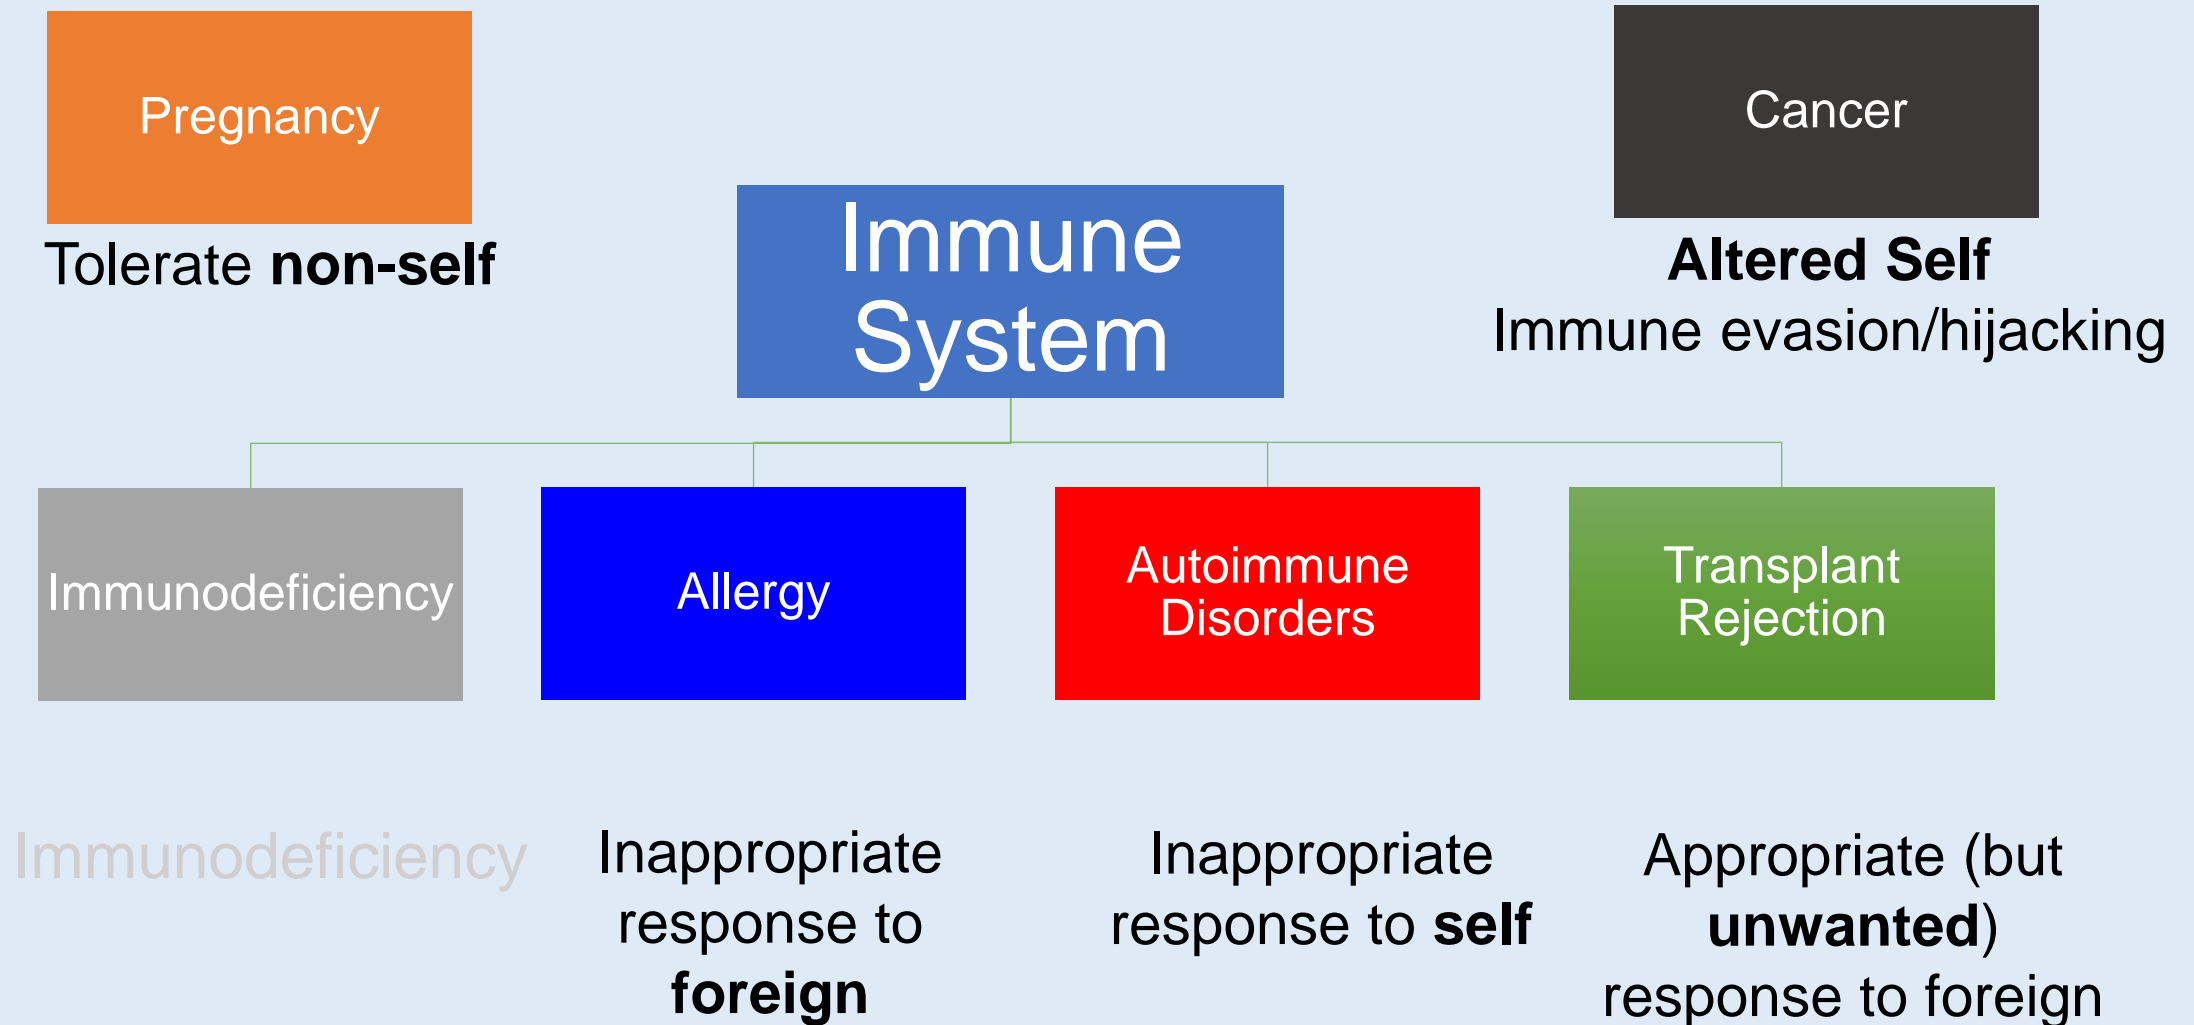 Pregnancy
Tolerate non-self
Cancer
Altered Self
Immune evasion/hijacking
Immune
System
Immunodeficiency
Allergy
Autoimmune
Disorders
Transplant
Rejection
Immunodeficiency
Inappropriate
response to
foreign
Inappropriate
response to self
Appropriate (but
unwanted)
response to foreign